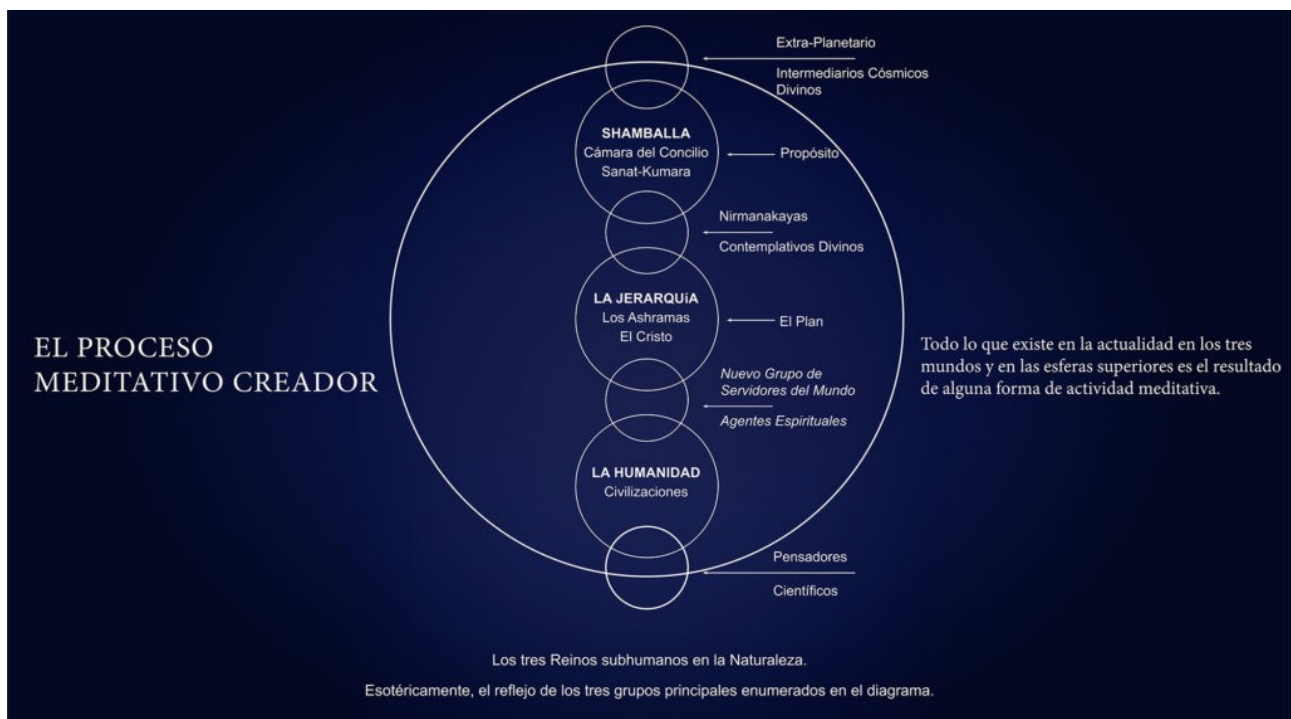 Extra-Planetario
Intermediarios Cósmicos
Divinos
SHAMBALLA
Cámara del Concilio
Sanat-Kumara
Propósito
Nirmanakayas
Contemplativos Divinos
LA JERARQUíA
Los Ashramas
El Cristo
El Plan
EL PROCESO
MEDITATIVO CREADOR
Todo lo que existe en la actualidad en los tres
mundos y en las esferas superiores es el resultado
de alguna forma de actividad meditativa.
Nuevo Grupo de
Servidores del Mundo
Agentes Espirituales
LA HUMANIDAD
Civilizaciones
Pensadores
Científicos
Los tres Reinos subhumanos en la Naturaleza.
Esotéricamente, el reflejo de los tres grupos principales enumerados en el diagrama.